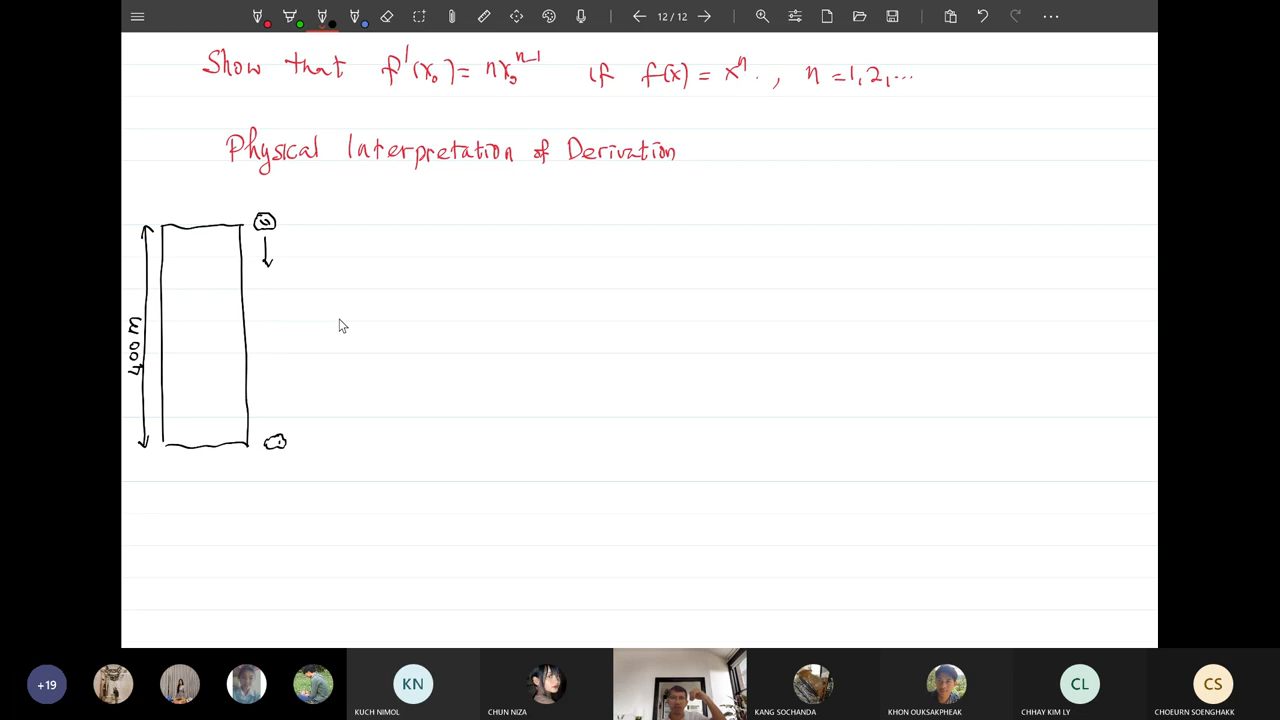 12 / 12
Show that f'(x₀) = nx₀ⁿ⁻¹ if f(x) = xⁿ. , n = 1, 2, ...
Physical Interpretation of Derivation
400 m
+19
KN
CL
CS
KUCH NIMOL
CHUN NIZA
KANG SOCHANDA
KHON OUKSAKPHEAK
CHHAY KIM LY
CHOEURN SOENGHAKK